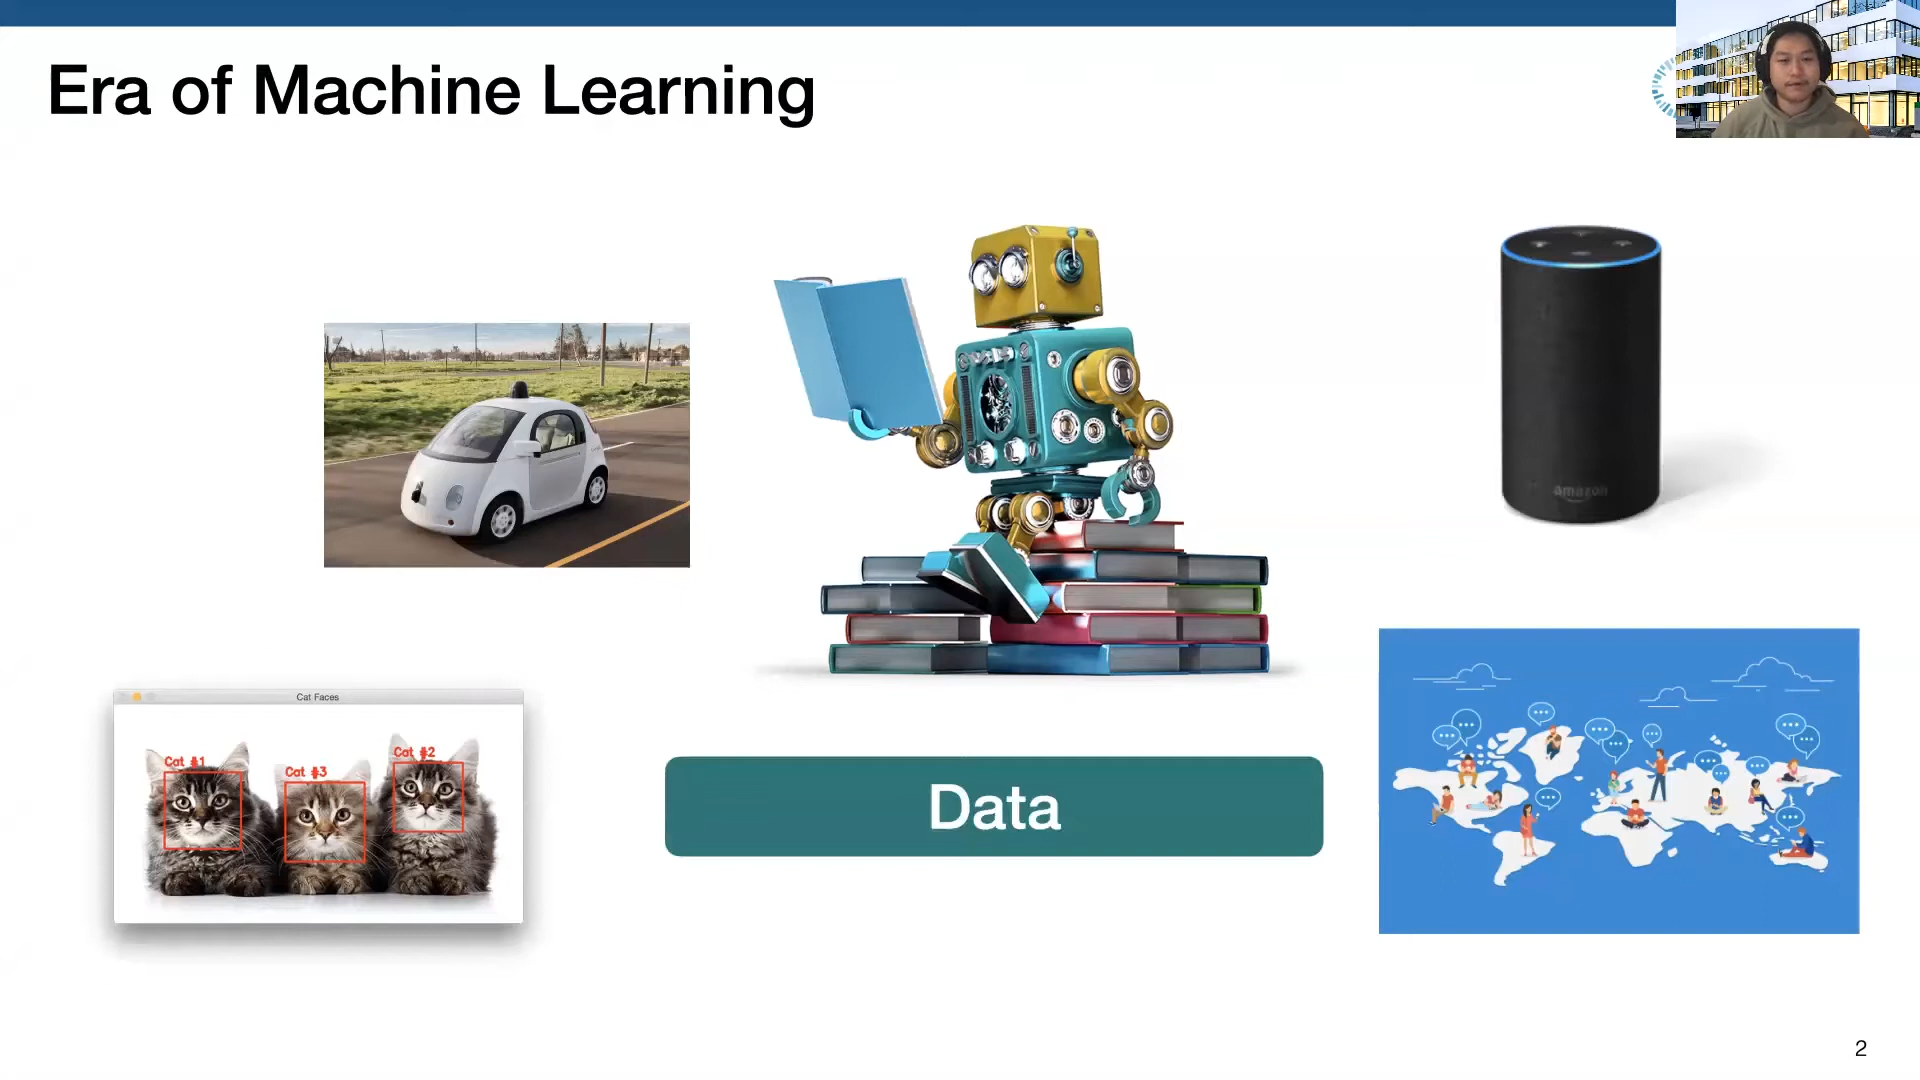 Era of Machine Learning
amazon
Cat Faces
Cat #1
Cat #3
Cat #2
Data
2